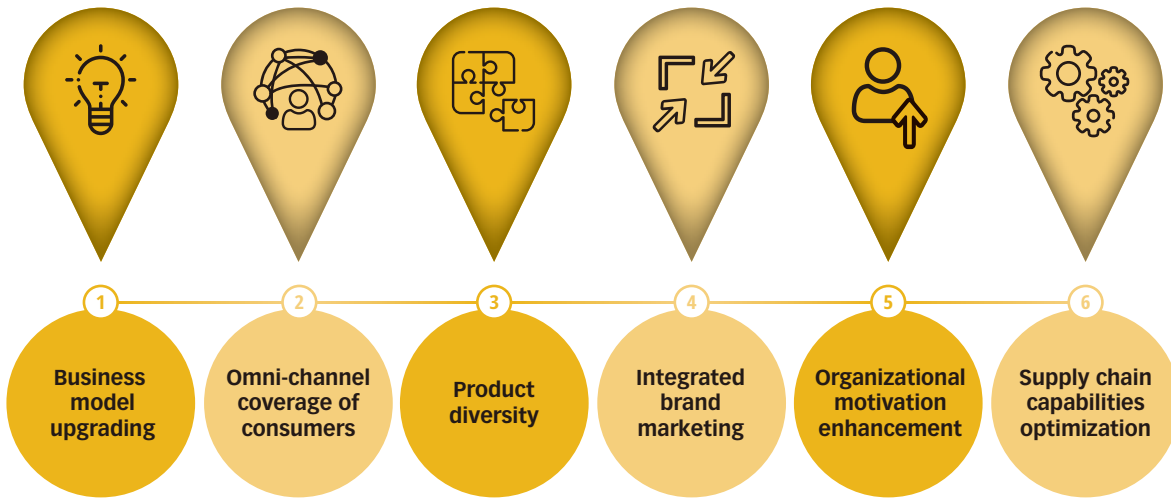 1
2
3
4
5
6
Business
model
upgrading
Omni-channel
coverage of
consumers
Product
diversity
Integrated
brand
marketing
Organizational
motivation
enhancement
Supply chain
capabilities
optimization